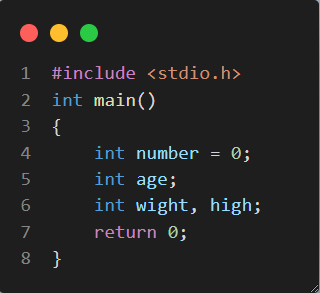 1 #include <stdio.h>
2 int main()
3 {
4     int number = 0;
5     int age;
6     int wight, high;
7     return 0;
8 }